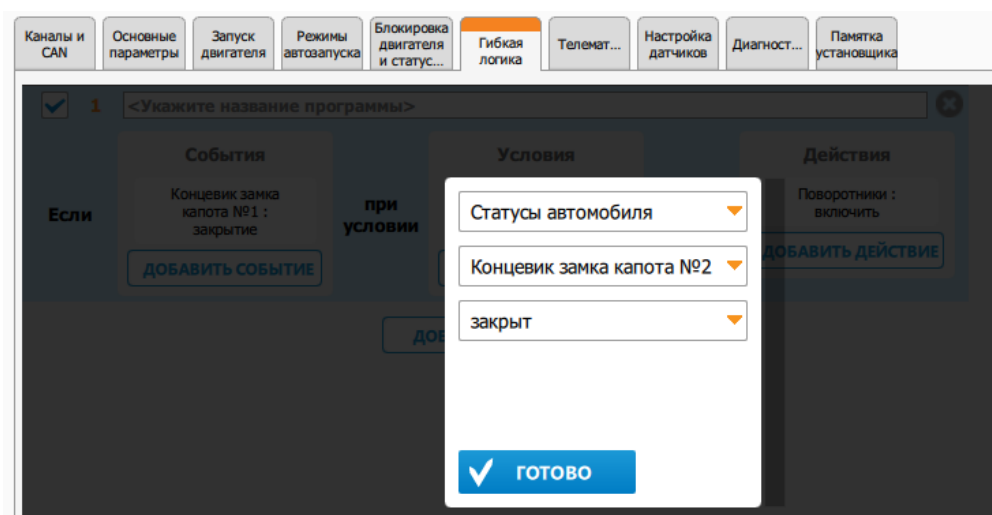 Каналы и
CAN
Основные
параметры
Запуск
двигателя
Режимы
автозапуска
Блокировка
двигателя
и статус...
Гибкая
логика
Телемат...
Настройка
датчиков
Диагност...
Памятка
установщика
1 <Укажите название программы>
События
Условия
Действия
Если
Концевик замка
капота №1 :
закрытие
при
условии
Поворотники :
включить
ДОБАВИТЬ СОБЫТИЕ
ДОБАВИТЬ ДЕЙСТВИЕ
Статусы автомобиля
Концевик замка капота №2
закрыт
ГОТОВО